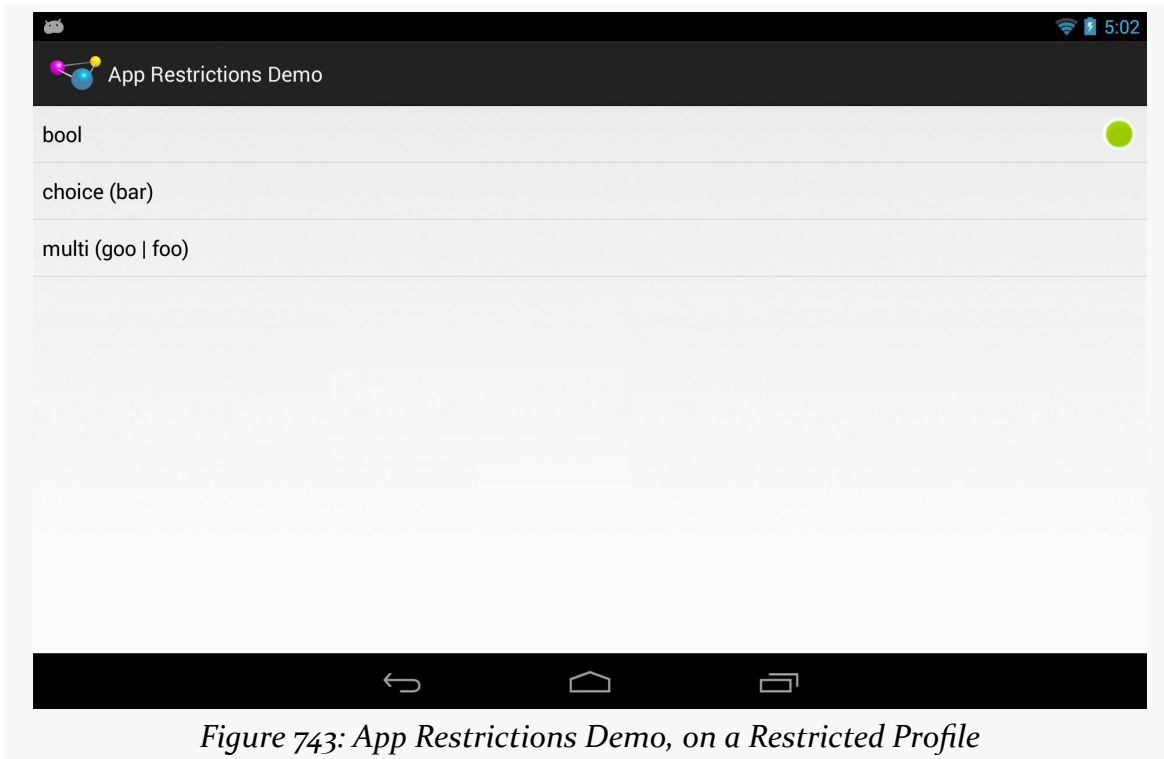 5:02
App Restrictions Demo
bool
choice (bar)
multi (goo | foo)
Figure 743: App Restrictions Demo, on a Restricted Profile